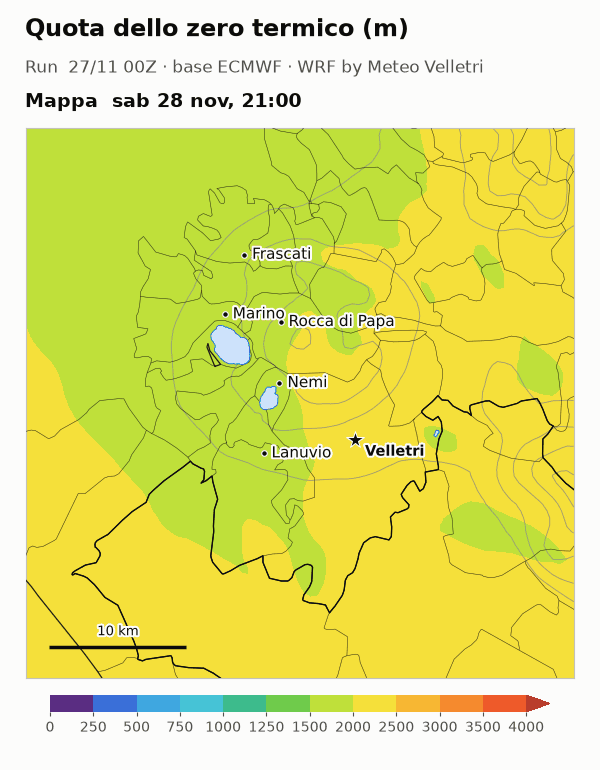 Quota dello zero termico (m)
Run  27/11 00Z · base ECMWF · WRF by Meteo Velletri
Mappa  sab 28 nov, 21:00
Frascati
Marino
Rocca di Papa
Nemi
Velletri
Lanuvio
10 km
0 250 500 750 1000 1250 1500 2000 2500 3000 3500 4000